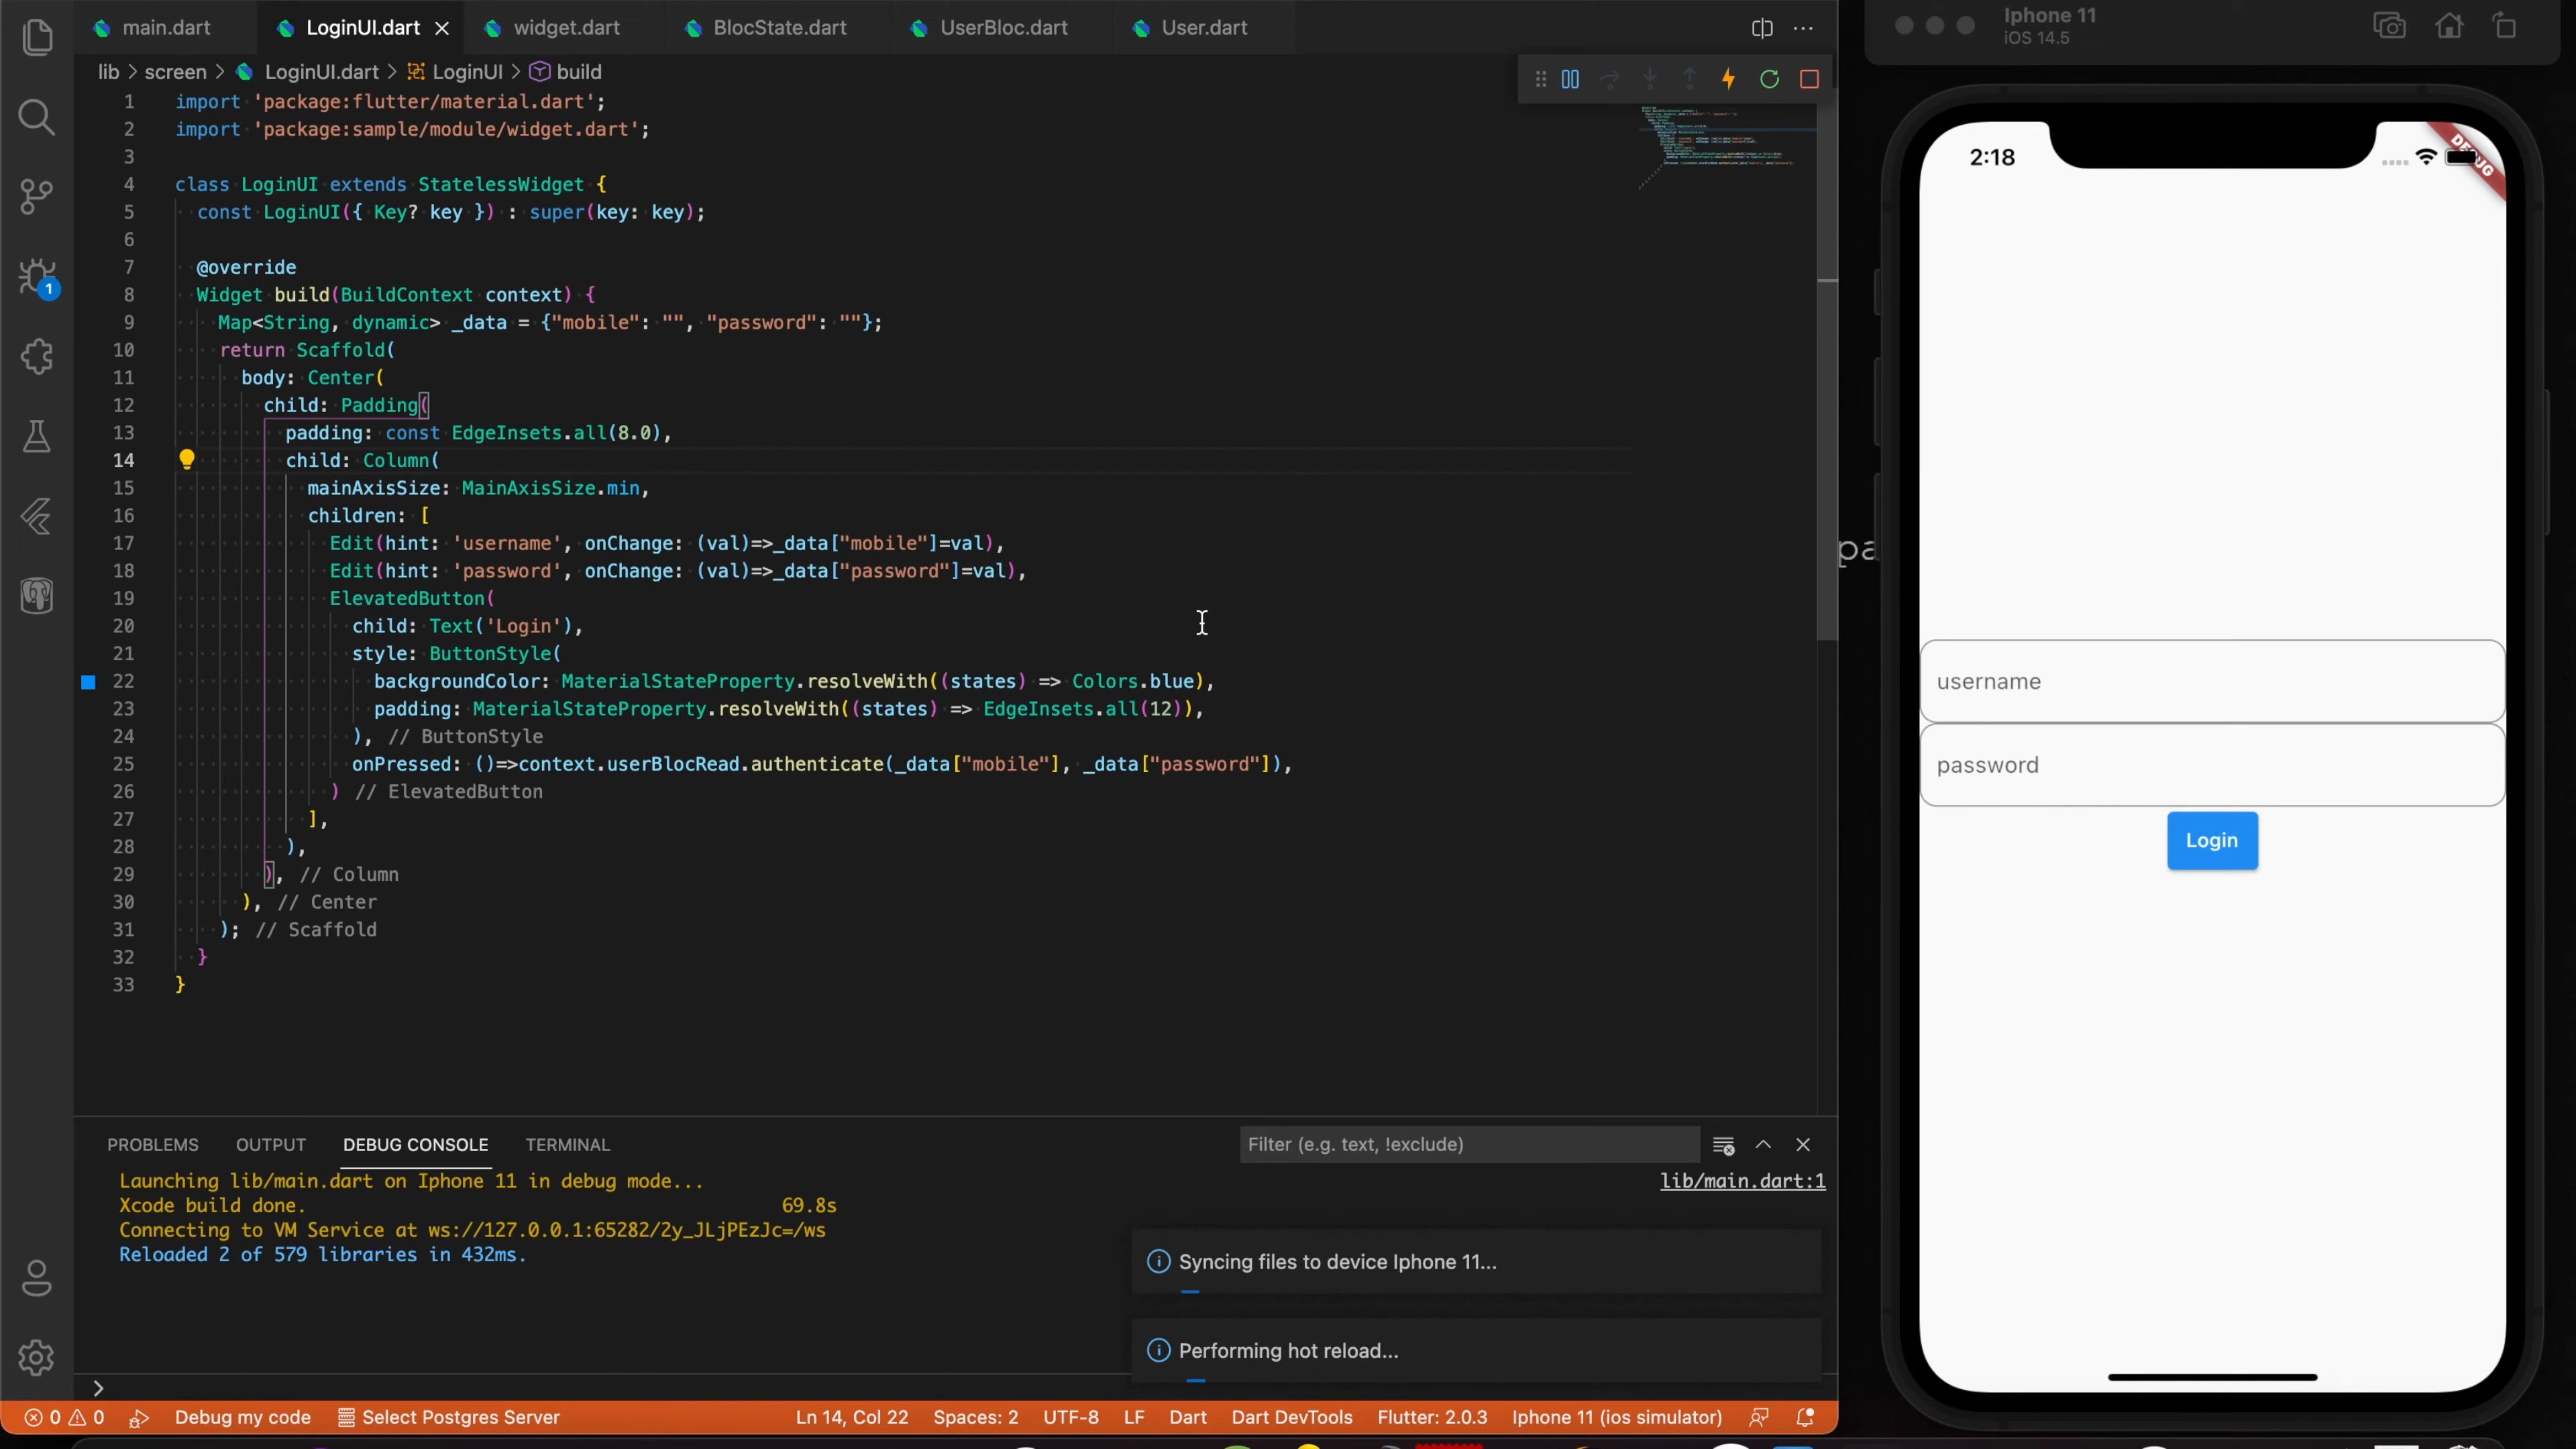 main.dart
LoginUI.dart
widget.dart
BlocState.dart
UserBloc.dart
User.dart
lib > screen > LoginUI.dart > LoginUI > build
1 import 'package:flutter/material.dart';
2 import 'package:sample/module/widget.dart';
3
4 class LoginUI extends StatelessWidget {
5 const LoginUI({ Key? key }) : super(key: key);
6
7 @override
8 Widget build(BuildContext context) {
9 Map<String, dynamic> _data = {"mobile": "", "password": ""};
10 return Scaffold(
11 body: Center(
12 child: Padding(
13 padding: const EdgeInsets.all(8.0),
14 child: Column(
15 mainAxisSize: MainAxisSize.min,
16 children: [
17 Edit(hint: 'username', onChange: (val)=>_data["mobile"]=val),
18 Edit(hint: 'password', onChange: (val)=>_data["password"]=val),
19 ElevatedButton(
20 child: Text('Login'),
21 style: ButtonStyle(
22 backgroundColor: MaterialStateProperty.resolveWith((states) => Colors.blue),
23 padding: MaterialStateProperty.resolveWith((states) => EdgeInsets.all(12)),
24 ), // ButtonStyle
25 onPressed: ()=>context.userBlocRead.authenticate(_data["mobile"], _data["password"]),
26 ) // ElevatedButton
27 ],
28 ),
29 ), // Column
30 ), // Center
31 ); // Scaffold
32 }
33 }
1
PROBLEMS
OUTPUT
DEBUG CONSOLE
TERMINAL
Filter (e.g. text, !exclude)
Launching lib/main.dart on Iphone 11 in debug mode...
lib/main.dart:1
Xcode build done. 69.8s
Connecting to VM Service at ws://127.0.0.1:65282/2y_JLjPEzJc=/ws
Reloaded 2 of 579 libraries in 432ms.
Syncing files to device Iphone 11...
Performing hot reload...
0 0
Debug my code
Select Postgres Server
Ln 14, Col 22
Spaces: 2
UTF-8
LF
Dart
Dart DevTools
Flutter: 2.0.3
Iphone 11 (ios simulator)
pa
Iphone 11
iOS 14.5
2:18
DEBUG
username
password
Login